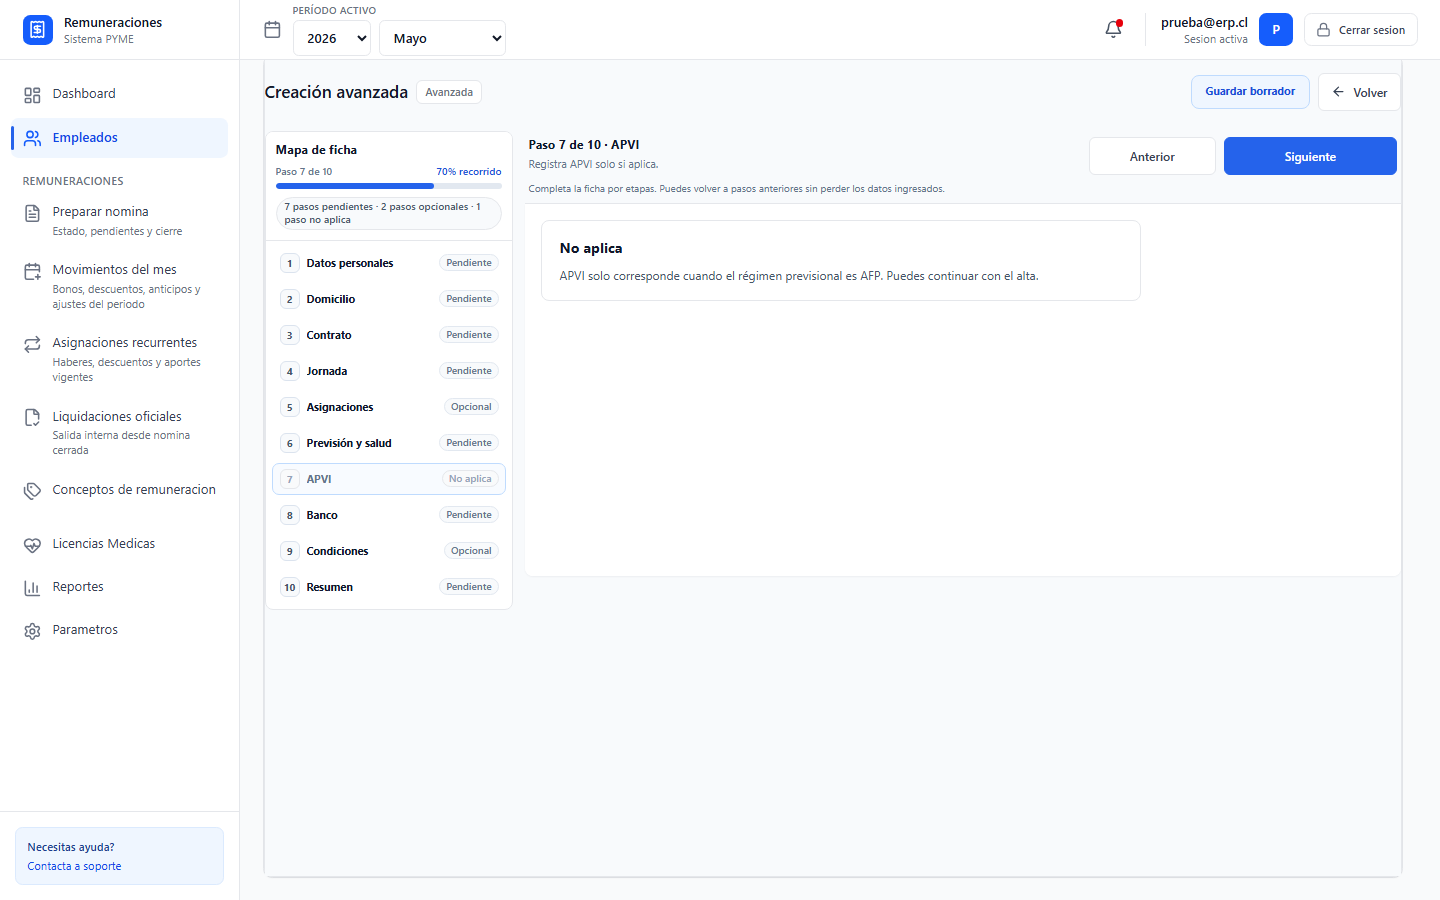 Remuneraciones
Sistema PYME
PERÍODO ACTIVO
2026
Mayo
prueba@erp.cl
Sesion activa
P
Cerrar sesion
Dashboard
Empleados
REMUNERACIONES
Preparar nomina
Estado, pendientes y cierre
Movimientos del mes
Bonos, descuentos, anticipos y
ajustes del periodo
Asignaciones recurrentes
Haberes, descuentos y aportes
vigentes
Liquidaciones oficiales
Salida interna desde nomina
cerrada
Conceptos de remuneracion
Licencias Medicas
Reportes
Parametros
Necesitas ayuda?
Contacta a soporte
Creación avanzada
Avanzada
Guardar borrador
Volver
Mapa de ficha
Paso 7 de 10
70% recorrido
7 pasos pendientes · 2 pasos opcionales · 1
paso no aplica
1 Datos personales Pendiente
2 Domicilio Pendiente
3 Contrato Pendiente
4 Jornada Pendiente
5 Asignaciones Opcional
6 Previsión y salud Pendiente
7 APVI No aplica
8 Banco Pendiente
9 Condiciones Opcional
10 Resumen Pendiente
Paso 7 de 10 · APVI
Registra APVI solo si aplica.
Completa la ficha por etapas. Puedes volver a pasos anteriores sin perder los datos ingresados.
Anterior
Siguiente
No aplica
APVI solo corresponde cuando el régimen previsional es AFP. Puedes continuar con el alta.